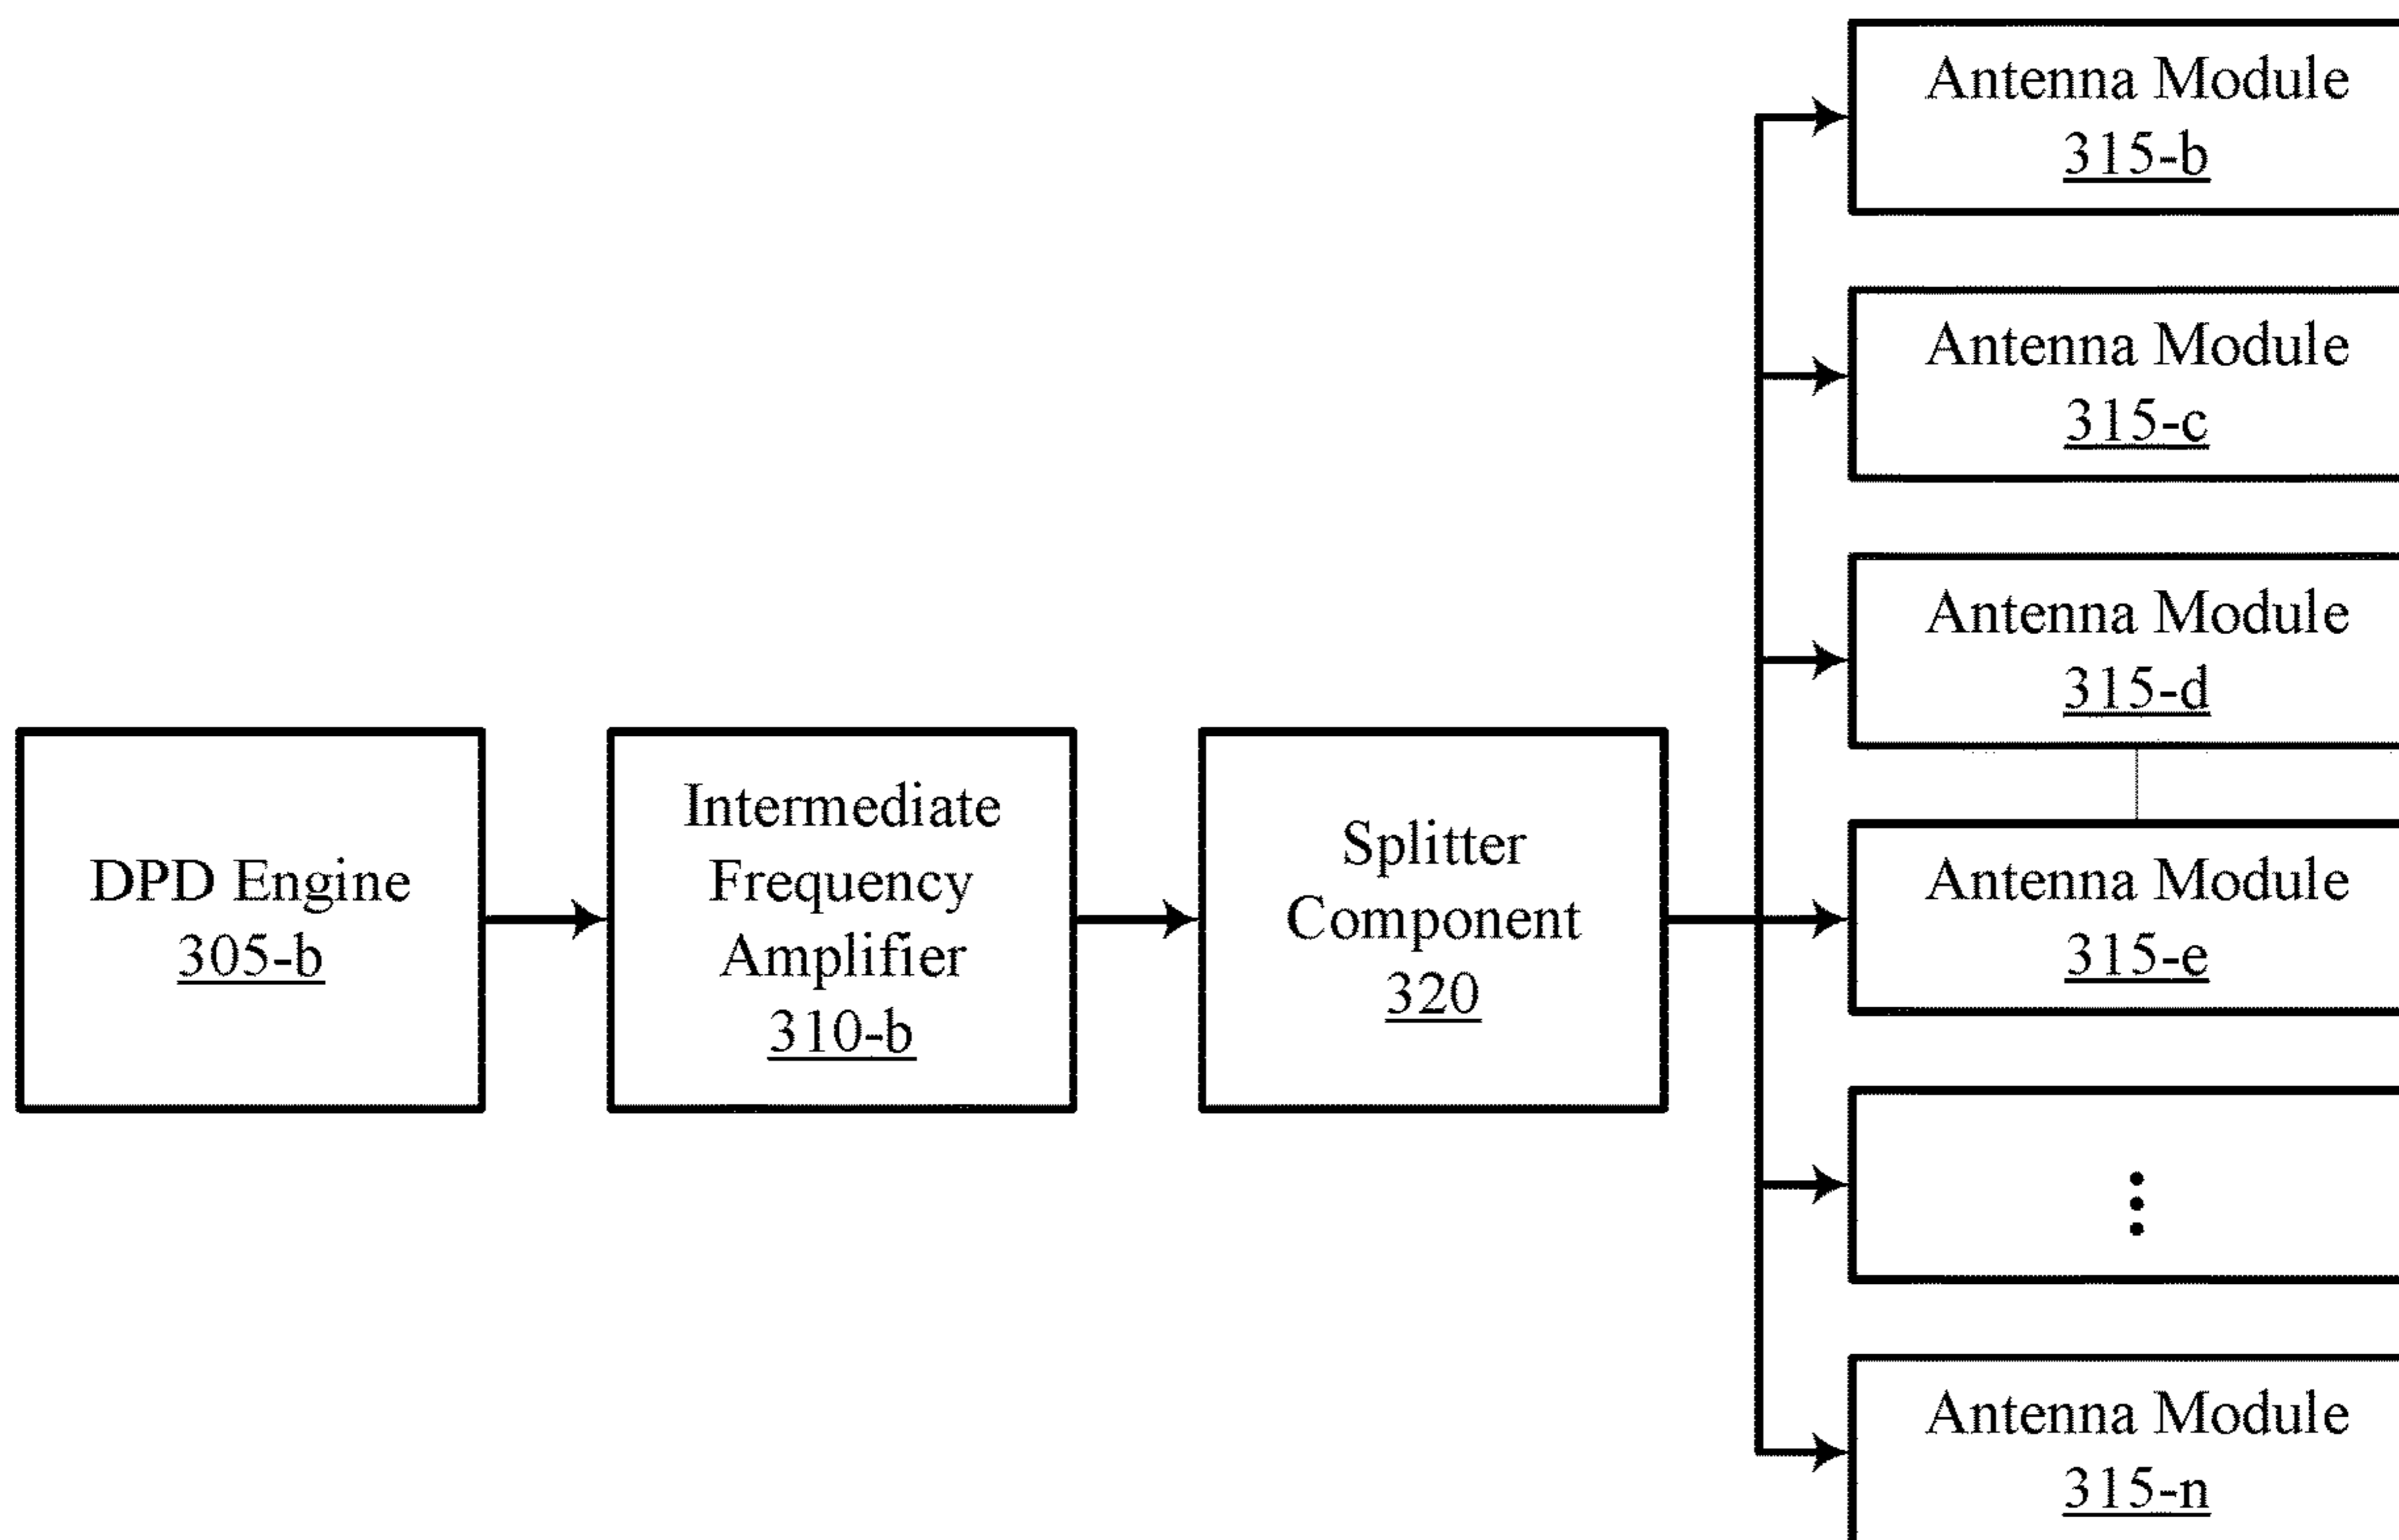 DPD Engine
305-b
Intermediate
Frequency
Amplifier
310-b
Splitter
Component
320
Antenna Module
315-b
Antenna Module
315-c
Antenna Module
315-d
Antenna Module
315-e
⋮
Antenna Module
315-n